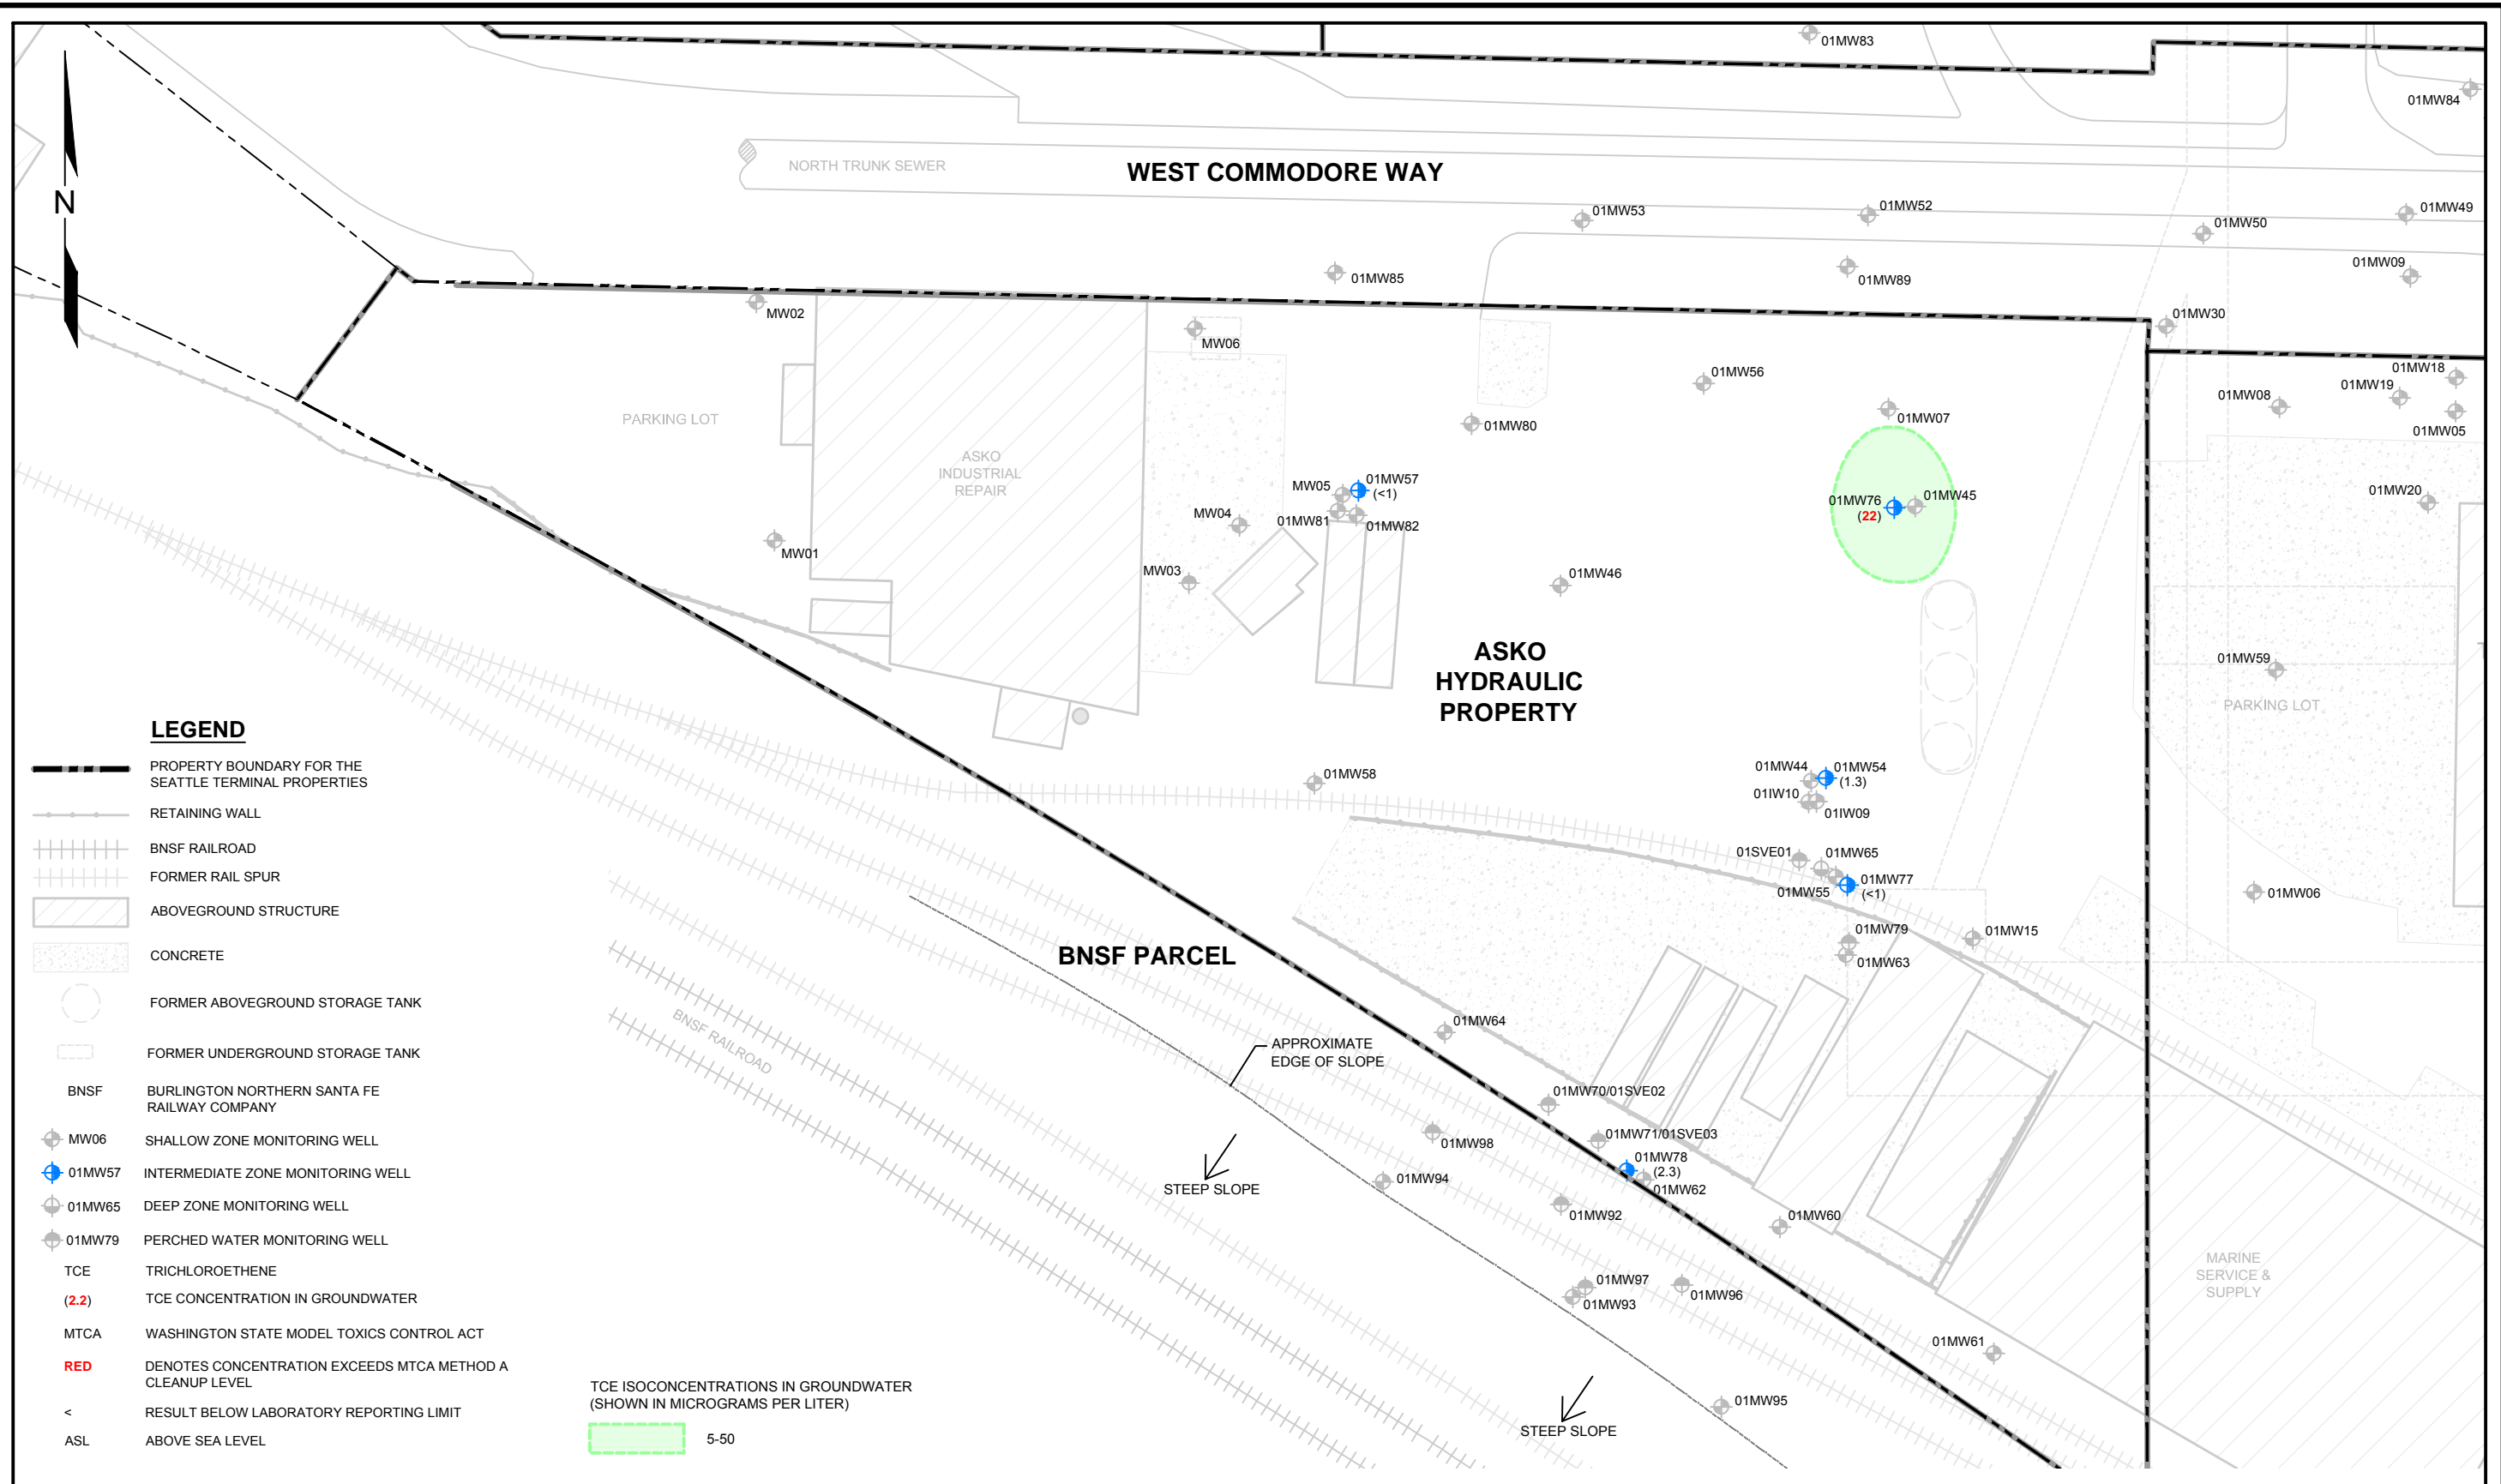 01MW83
01MW84
NORTH TRUNK SEWER
WEST COMMODORE WAY
N
01MW53
01MW52
01MW50
01MW49
01MW85
01MW89
01MW09
MW02
MW06
01MW30
01MW56
01MW18
01MW19
01MW08
01MW07
01MW05
PARKING LOT
01MW80
ASKO
INDUSTRIAL
REPAIR
MW05
01MW57
(<1)
01MW76
(22)
01MW45
01MW20
MW04
01MW81
01MW82
MW01
MW03
01MW46
ASKO
HYDRAULIC
PROPERTY
01MW59
PARKING LOT
01MW58
01MW44
01MW54
(1.3)
01IW10
01IW09
01SVE01
01MW65
01MW55
01MW77
(<1)
01MW06
01MW79
01MW63
01MW15
BNSF PARCEL
BNSF RAILROAD
01MW64
APPROXIMATE
EDGE OF SLOPE
01MW70/01SVE02
01MW98
01MW71/01SVE03
01MW78
(2.3)
01MW62
STEEP SLOPE
01MW94
01MW92
01MW60
MARINE
SERVICE &
SUPPLY
01MW97
01MW93
01MW96
01MW61
01MW95
STEEP SLOPE
LEGEND
PROPERTY BOUNDARY FOR THE
SEATTLE TERMINAL PROPERTIES
RETAINING WALL
BNSF RAILROAD
FORMER RAIL SPUR
ABOVEGROUND STRUCTURE
CONCRETE
FORMER ABOVEGROUND STORAGE TANK
FORMER UNDERGROUND STORAGE TANK
BNSF BURLINGTON NORTHERN SANTA FE
RAILWAY COMPANY
MW06 SHALLOW ZONE MONITORING WELL
01MW57 INTERMEDIATE ZONE MONITORING WELL
01MW65 DEEP ZONE MONITORING WELL
01MW79 PERCHED WATER MONITORING WELL
TCE TRICHLOROETHENE
(2.2) TCE CONCENTRATION IN GROUNDWATER
MTCA WASHINGTON STATE MODEL TOXICS CONTROL ACT
RED DENOTES CONCENTRATION EXCEEDS MTCA METHOD A
CLEANUP LEVEL
< RESULT BELOW LABORATORY REPORTING LIMIT
ASL ABOVE SEA LEVEL
TCE ISOCONCENTRATIONS IN GROUNDWATER
(SHOWN IN MICROGRAMS PER LITER)
5-50